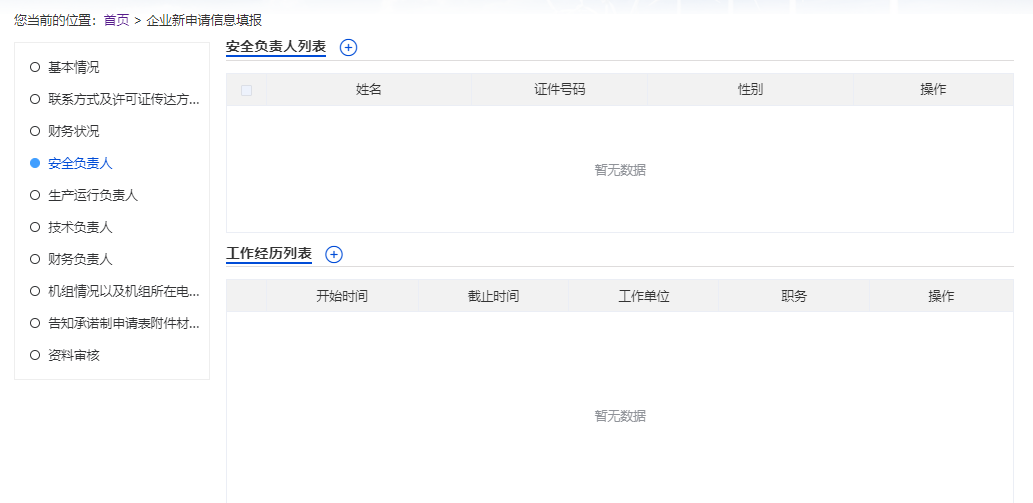 您当前的位置：首页 > 企业新申请信息填报
基本情况
联系方式及许可证传达方...
财务状况
安全负责人
生产运行负责人
技术负责人
财务负责人
机组情况以及机组所在电...
告知承诺制申请表附件材...
资料审核
安全负责人列表
姓名 证件号码 性别 操作
暂无数据
工作经历列表
开始时间 截止时间 工作单位 职务 操作
暂无数据